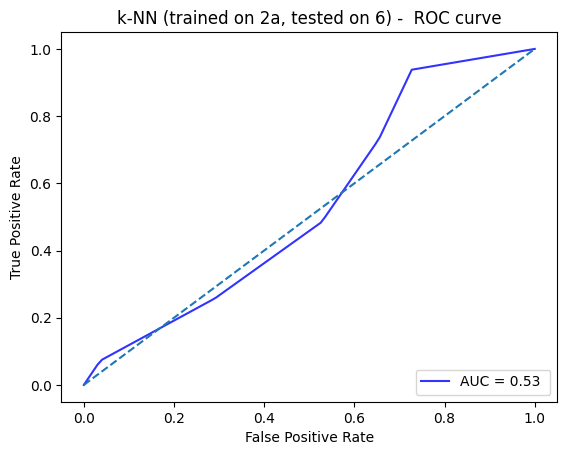 k-NN (trained on 2a, tested on 6) -  ROC curve
True Positive Rate
1.0
0.8
0.6
0.4
0.2
0.0
AUC = 0.53
0.0 0.2 0.4 0.6 0.8 1.0
False Positive Rate